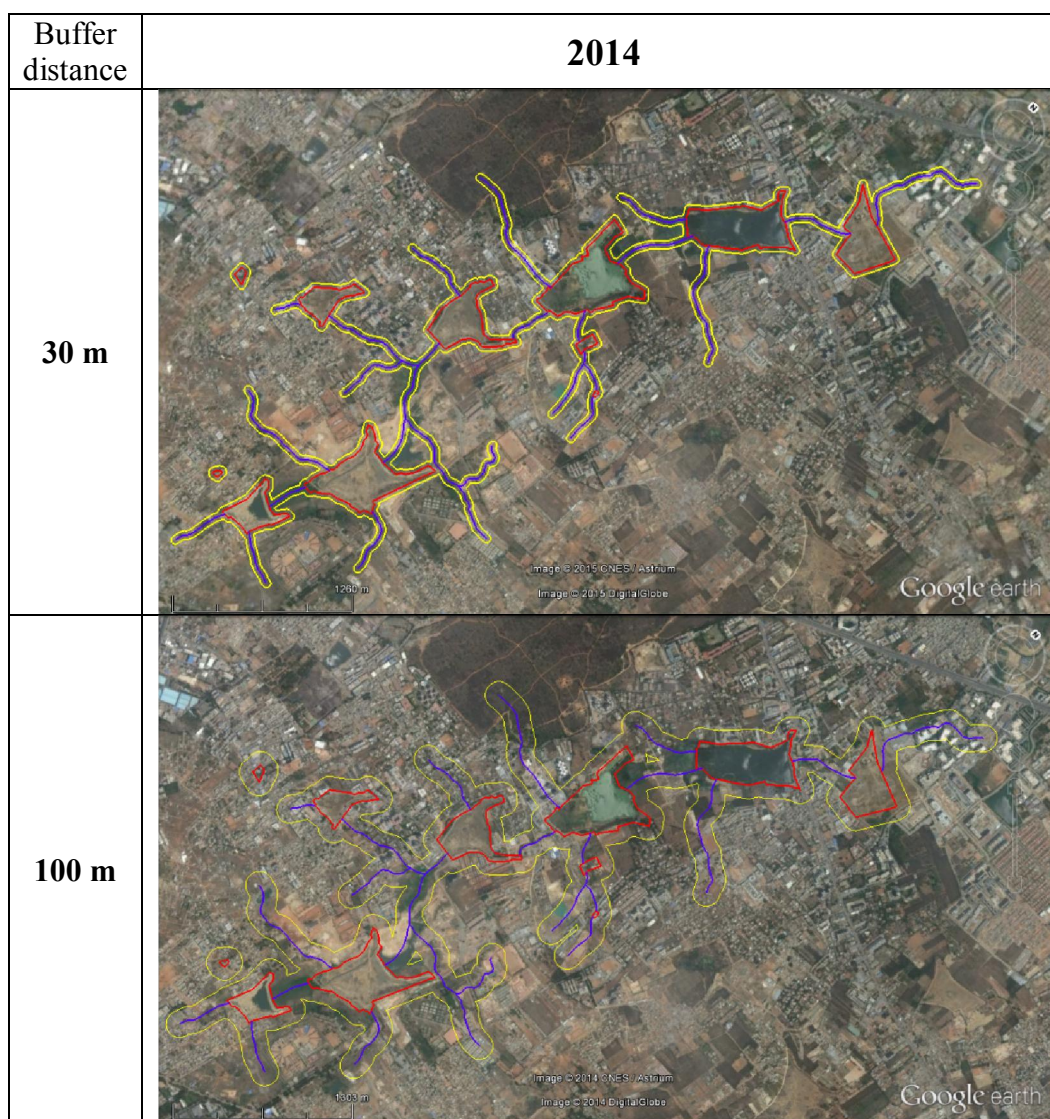 Buffer
distance
2014
30 m
N
Image © 2015 CNES / Astrium
1260 m
Image © 2015 DigitalGlobe
Google earth
100 m
N
Image © 2014 CNES / Astrium
1303 m
Image © 2014 DigitalGlobe
Google earth